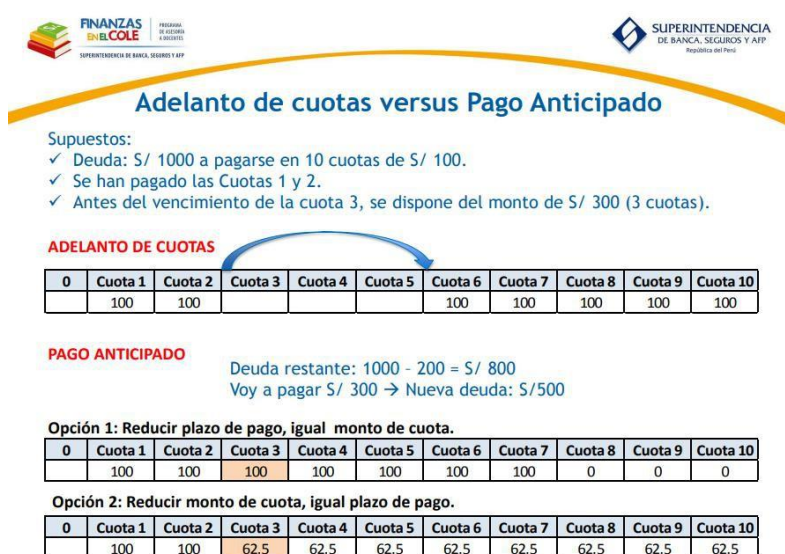 FINANZAS
EN EL COLE
PROGRAMA
DE ASESORÍA
A DOCENTES
SUPERINTENDENCIA DE BANCA, SEGUROS Y AFP
SUPERINTENDENCIA
DE BANCA, SEGUROS Y AFP
República del Perú
Adelanto de cuotas versus Pago Anticipado
Supuestos:
✓ Deuda: S/ 1000 a pagarse en 10 cuotas de S/ 100.
✓ Se han pagado las Cuotas 1 y 2.
✓ Antes del vencimiento de la cuota 3, se dispone del monto de S/ 300 (3 cuotas).
ADELANTO DE CUOTAS
0 Cuota 1 Cuota 2 Cuota 3 Cuota 4 Cuota 5 Cuota 6 Cuota 7 Cuota 8 Cuota 9 Cuota 10
100 100 100 100 100 100 100
PAGO ANTICIPADO
Deuda restante: 1000 - 200 = S/ 800
Voy a pagar S/ 300 → Nueva deuda: S/500
Opción 1: Reducir plazo de pago, igual monto de cuota.
0 Cuota 1 Cuota 2 Cuota 3 Cuota 4 Cuota 5 Cuota 6 Cuota 7 Cuota 8 Cuota 9 Cuota 10
100 100 100 100 100 100 100 0 0 0
Opción 2: Reducir monto de cuota, igual plazo de pago.
0 Cuota 1 Cuota 2 Cuota 3 Cuota 4 Cuota 5 Cuota 6 Cuota 7 Cuota 8 Cuota 9 Cuota 10
100 100 62.5 62.5 62.5 62.5 62.5 62.5 62.5 62.5